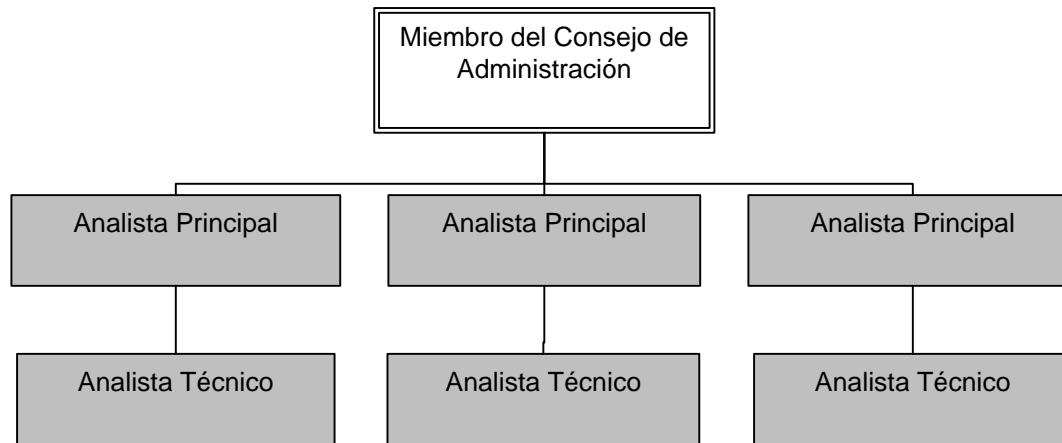 Miembro del Consejo de
Administración
Analista Principal
Analista Principal
Analista Principal
Analista Técnico
Analista Técnico
Analista Técnico